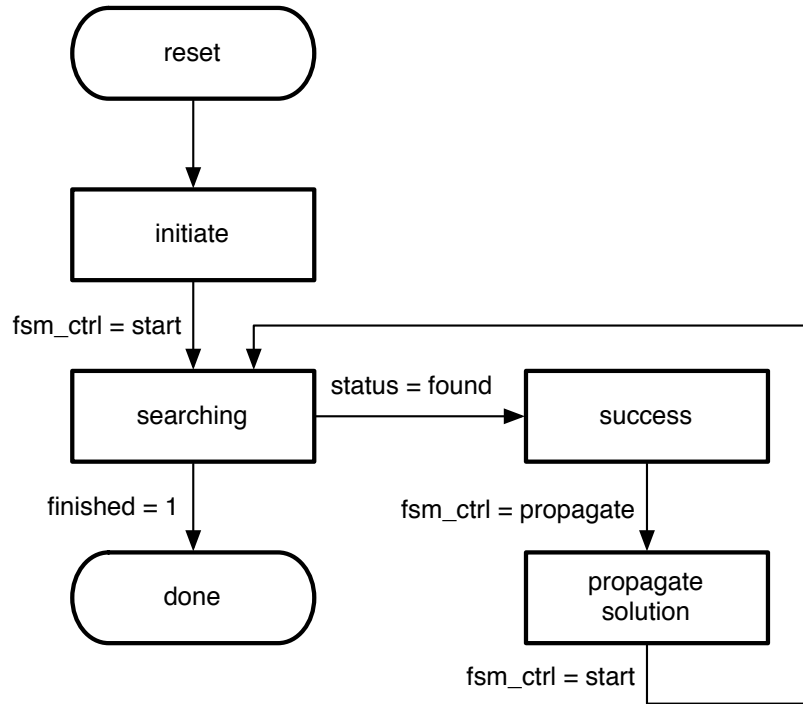 reset
initiate
fsm_ctrl = start
searching
status = found
success
finished = 1
fsm_ctrl = propagate
done
propagate
solution
fsm_ctrl = start